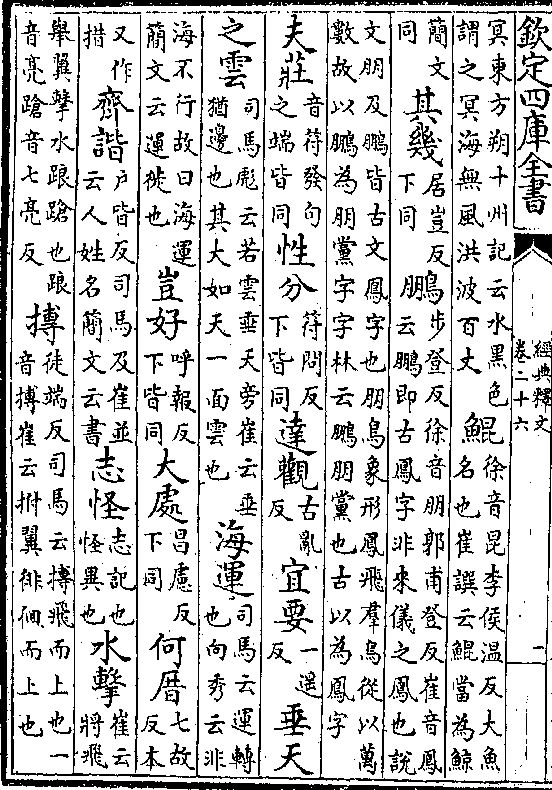 欽定四庫全書
經典釋文
卷二十六
一
冥東方朔十州記云水黑色謂之冥海無風洪波百丈鯤徐音昆李侯溫反大魚名也崔譔云鯤當為鯨
簡文同其幾居豈反下同鵬步登反徐音朋郭甫登反崔音鳳云鵬即古鳳字非來儀之鳳也說
文朋及鵬皆古文鳳字也朋鳥象形鳳飛羣鳥從以萬數故以鵬為朋黨字字林云鵬朋黨也古以為鳳字
夫莊音符發句之端皆同性分符問反下皆同達觀古亂反宜要一遥反垂天
之雲司馬彪云若雲垂天旁崔云垂猶邊也其大如天一面雲也海運司馬云運轉也向秀云非
海不行故曰海運簡文云運徙也豈好呼報反下皆同大處昌慮反下同何厝七故反本
又作措齊諧户皆反司馬及崔並云人姓名簡文云書志怪志記也怪異也水擊崔云將飛
舉翼擊水踉蹌也踉音亮蹌音七亮反摶徒端反司馬云摶飛而上也一音搏崔云拊翼徘徊而上也